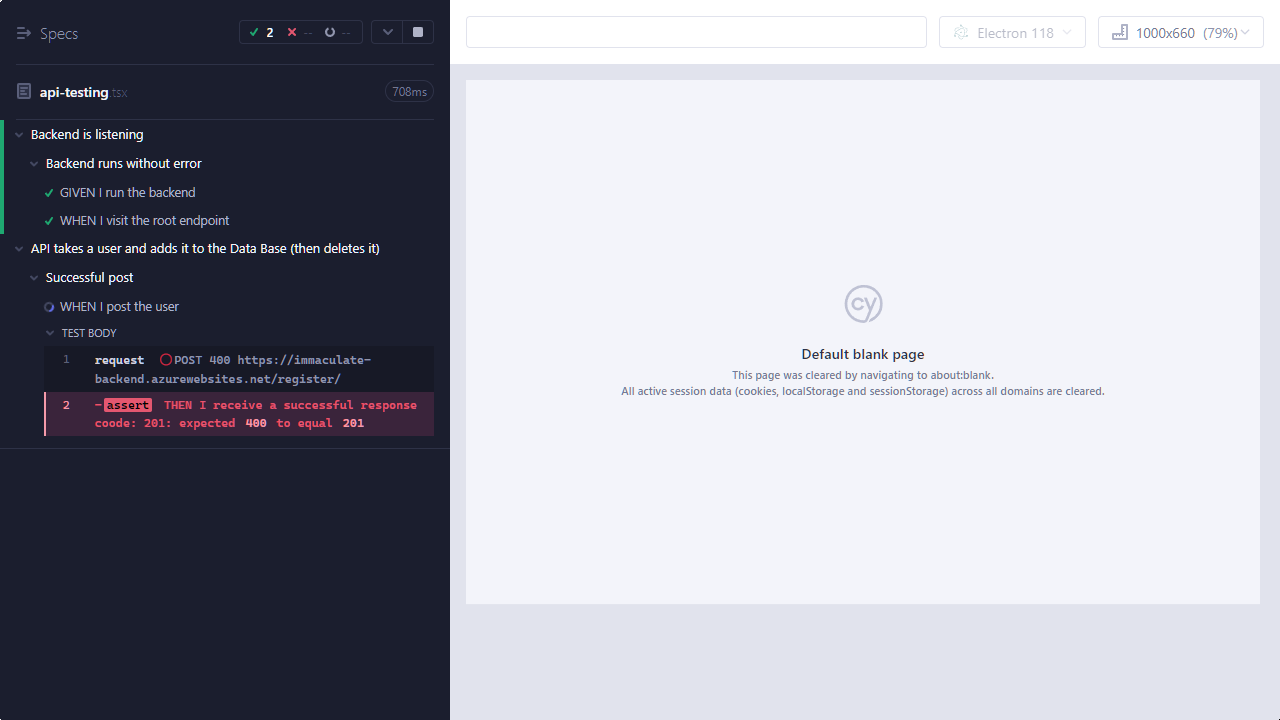 Specs
2 -- --
Electron 118
1000x660 (79%)
api-testing.tsx
708ms
Backend is listening
Backend runs without error
GIVEN I run the backend
WHEN I visit the root endpoint
API takes a user and adds it to the Data Base (then deletes it)
Successful post
WHEN I post the user
TEST BODY
1 request POST 400 https://immaculate-
backend.azurewebsites.net/register/
2 -assert THEN I receive a successful response
coode: 201: expected 400 to equal 201
cy
Default blank page
This page was cleared by navigating to about:blank.
All active session data (cookies, localStorage and sessionStorage) across all domains are cleared.